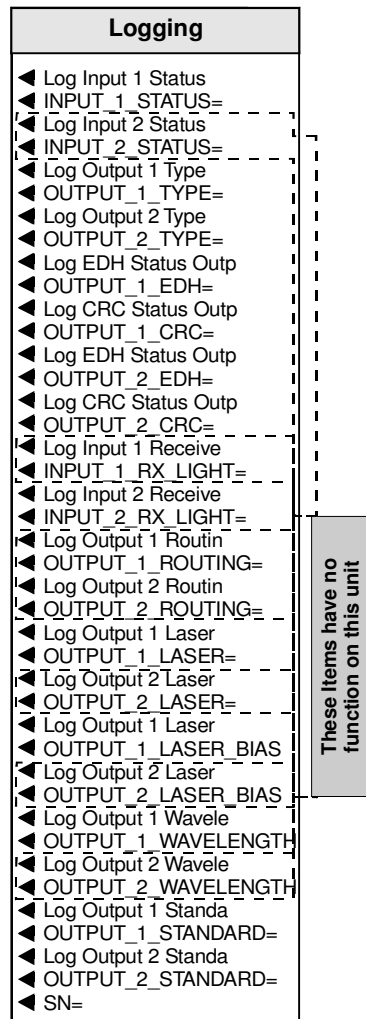 Logging
Log Input 1 Status
INPUT_1_STATUS=
Log Input 2 Status
INPUT_2_STATUS=
Log Output 1 Type
OUTPUT_1_TYPE=
Log Output 2 Type
OUTPUT_2_TYPE=
Log EDH Status Outp
OUTPUT_1_EDH=
Log CRC Status Outp
OUTPUT_1_CRC=
Log EDH Status Outp
OUTPUT_2_EDH=
Log CRC Status Outp
OUTPUT_2_CRC=
Log Input 1 Receive
INPUT_1_RX_LIGHT=
Log Input 2 Receive
INPUT_2_RX_LIGHT=
Log Output 1 Routin
OUTPUT_1_ROUTING=
Log Output 2 Routin
OUTPUT_2_ROUTING=
Log Output 1 Laser
OUTPUT_1_LASER=
Log Output 2 Laser
OUTPUT_2_LASER=
Log Output 1 Laser
OUTPUT_1_LASER_BIAS
Log Output 2 Laser
OUTPUT_2_LASER_BIAS
Log Output 1 Wavele
OUTPUT_1_WAVELENGTH
Log Output 2 Wavele
OUTPUT_2_WAVELENGTH
Log Output 1 Standa
OUTPUT_1_STANDARD=
Log Output 2 Standa
OUTPUT_2_STANDARD=
SN=
These Items have no
function on this unit